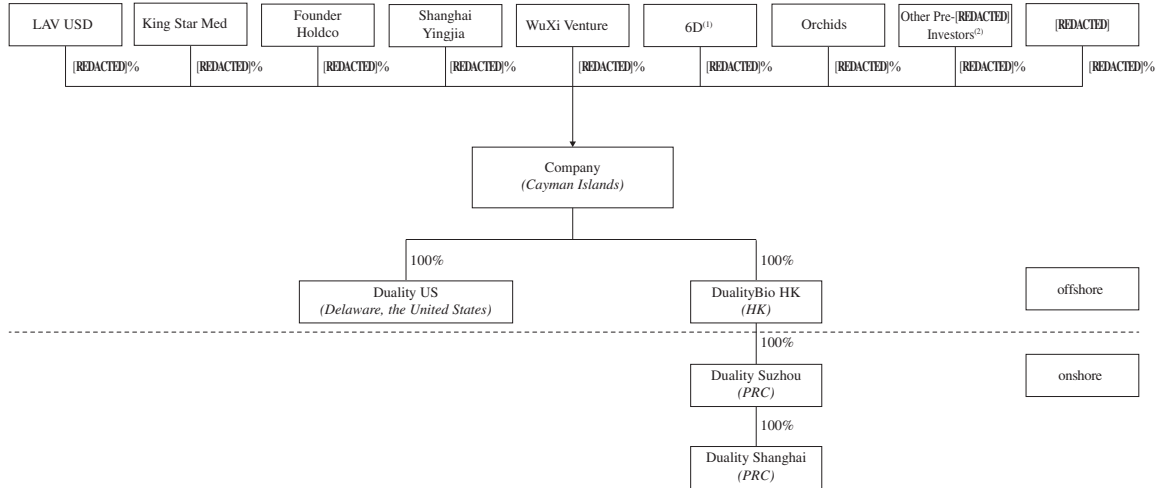 LAV USD
King Star Med
Founder
Holdco
Shanghai
Yingjia
WuXi Venture
6D(1)
Orchids
Other Pre-[REDACTED]
Investors(2)
[REDACTED]
[REDACTED]%
[REDACTED]%
[REDACTED]%
[REDACTED]%
[REDACTED]%
[REDACTED]%
[REDACTED]%
[REDACTED]%
[REDACTED]%
Company
(Cayman Islands)
100%
100%
Duality US
(Delaware, the United States)
DualityBio HK
(HK)
offshore
100%
Duality Suzhou
(PRC)
onshore
100%
Duality Shanghai
(PRC)